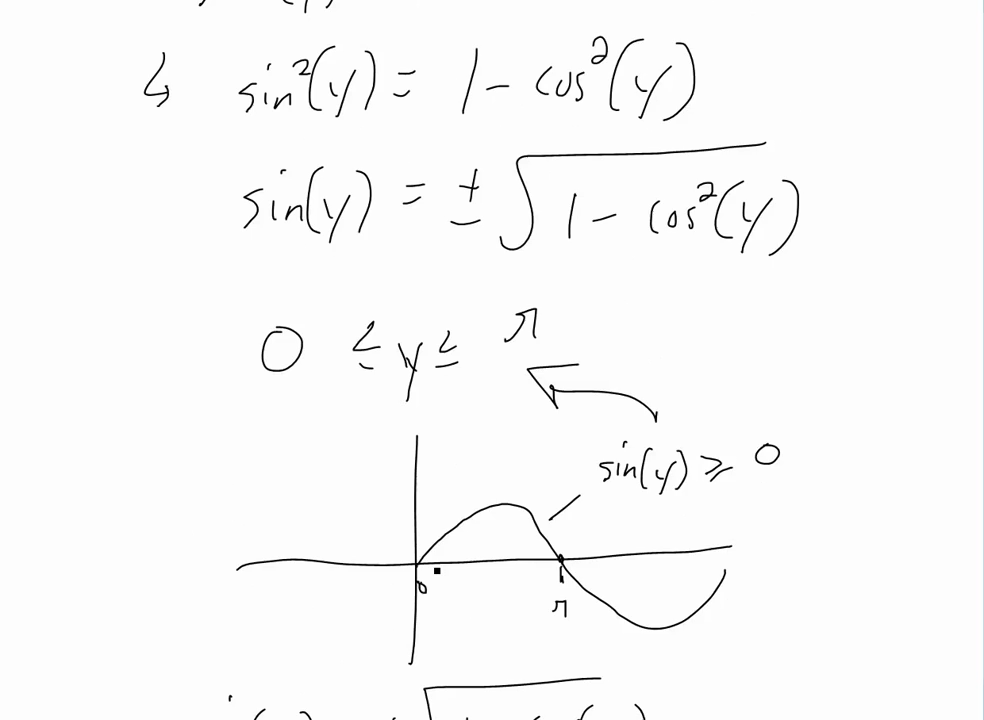 ↳ sin²(y) = 1 - cos²(y)
sin(y) = ± √(1 - cos²(y))
0 ≤ y ≤ π
sin(y) ≥ 0
0
π